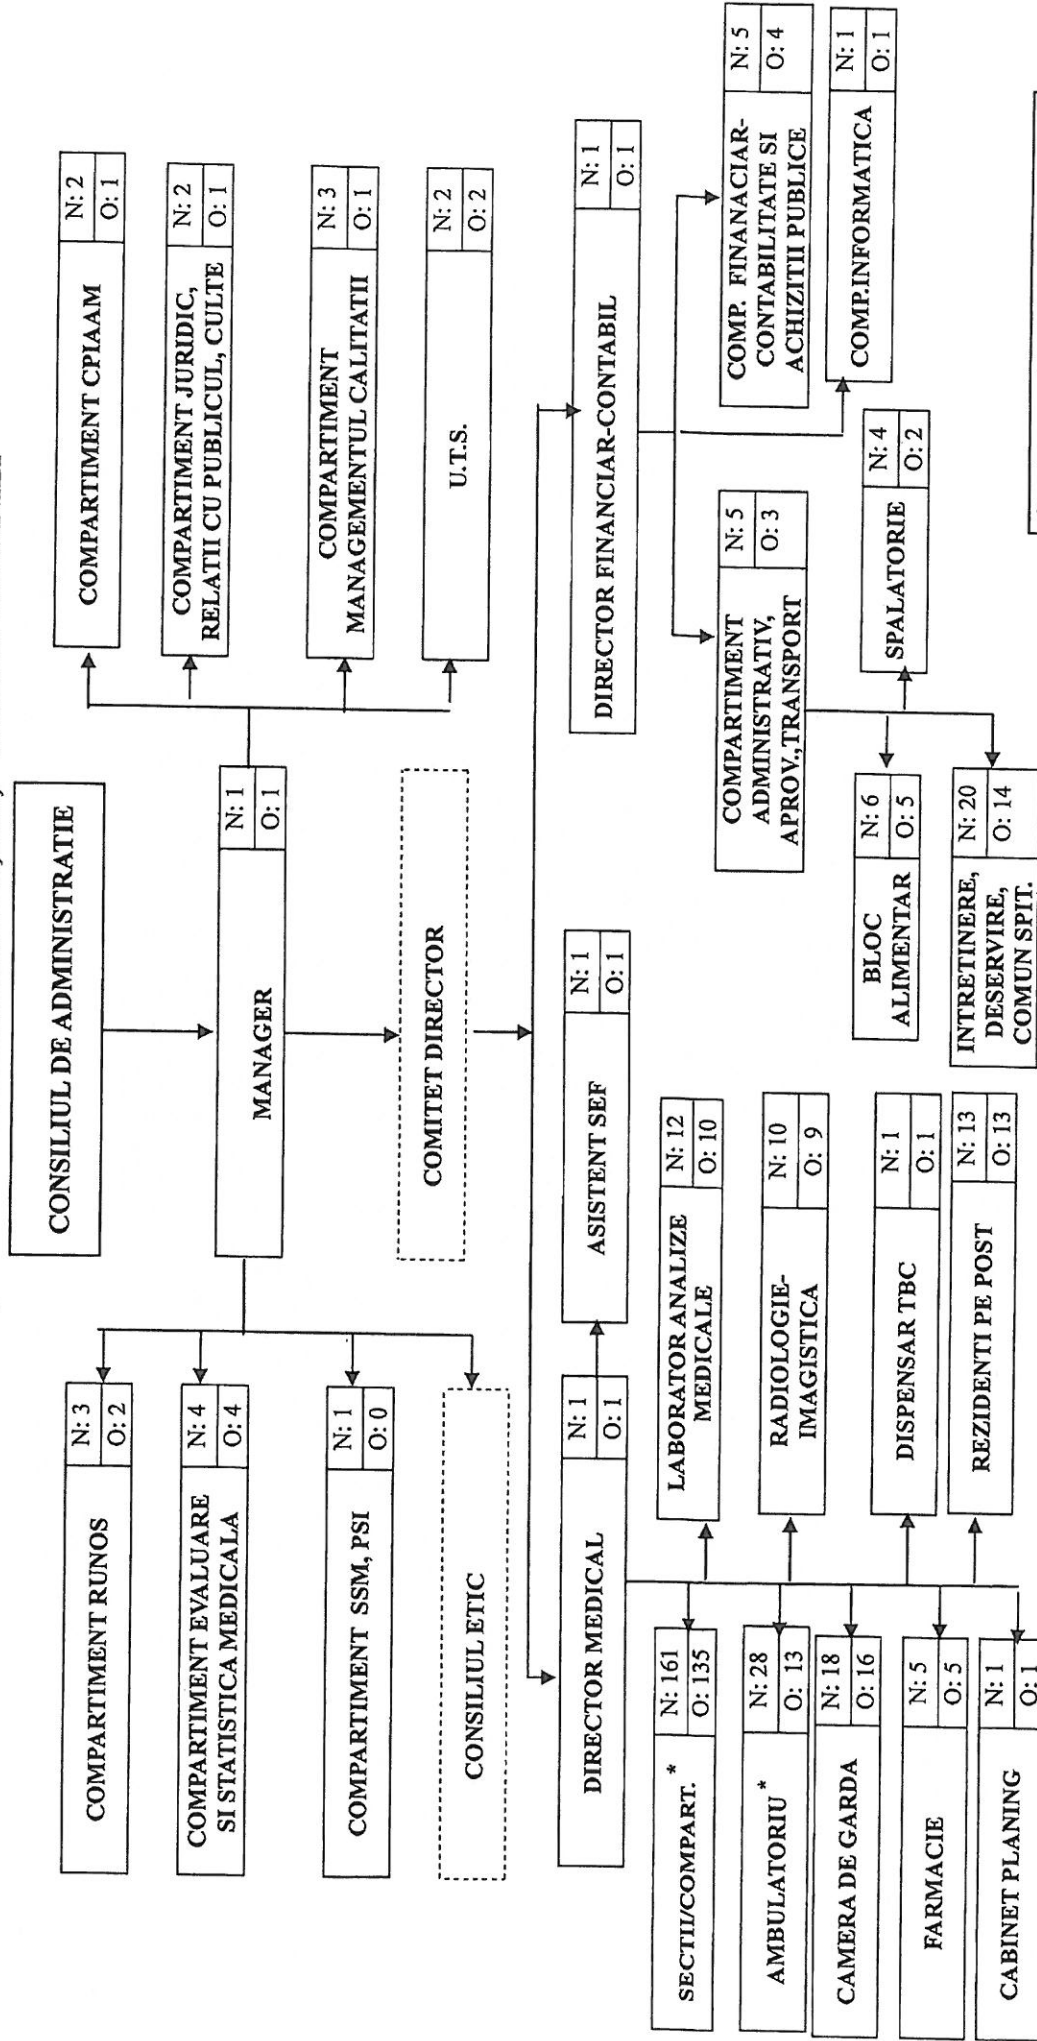 CONSILIUL DE ADMINISTRATIE
MANAGER
N: 1
O: 1
COMITET DIRECTOR
COMPARTIMENT RUNOS
N: 3
O: 2
COMPARTIMENT EVALUARE
SI STATISTICA MEDICALA
N: 4
O: 4
COMPARTIMENT SSM, PSI
N: 1
O: 0
CONSILIUL ETIC
COMPARTIMENT CPIAAM
N: 2
O: 1
COMPARTIMENT JURIDIC,
RELATII CU PUBLICUL, CULTE
N: 2
O: 1
COMPARTIMENT
MANAGEMENTUL CALITATII
N: 3
O: 1
U.T.S.
N: 2
O: 2
DIRECTOR MEDICAL
N: 1
O: 1
ASISTENT SEF
N: 1
O: 1
DIRECTOR FINANCIAR-CONTABIL
N: 1
O: 1
SECTII/COMPART. *
N: 161
O: 135
AMBULATORIU *
N: 28
O: 13
CAMERA DE GARDA
N: 18
O: 16
FARMACIE
N: 5
O: 5
CABINET PLANING
N: 1
O: 1
LABORATOR ANALIZE
MEDICALE
N: 12
O: 10
RADIOLOGIE-
IMAGISTICA
N: 10
O: 9
DISPENSAR TBC
N: 1
O: 1
REZIDENTI PE POST
N: 13
O: 13
COMPARTIMENT
ADMINISTRATIV,
APROV.,TRANSPORT
N: 5
O: 3
COMP. FINANACIAR-
CONTABILITATE SI
ACHIZITII PUBLICE
N: 5
O: 4
COMP.INFORMATICA
N: 1
O: 1
BLOC
ALIMENTAR
N: 6
O: 5
SPALATORIE
N: 4
O: 2
INTRETINERE,
DESERVIRE,
COMUN SPIT.
N: 20
O: 14